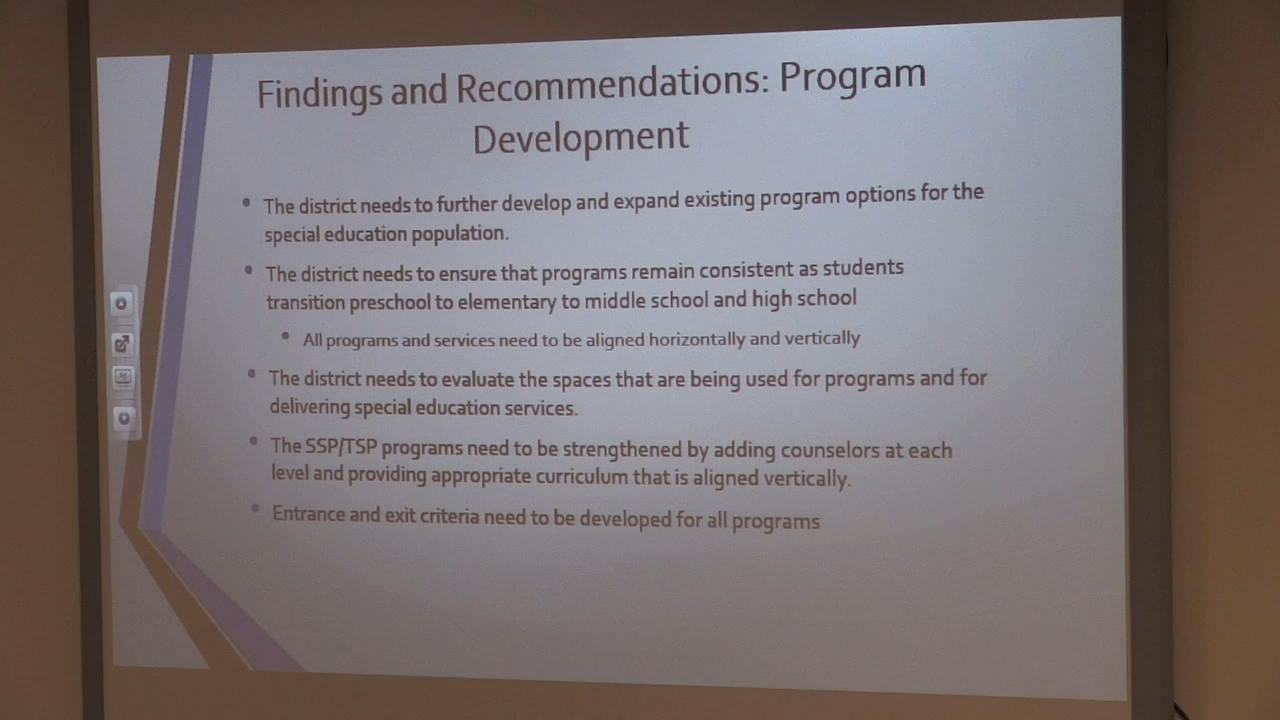 Findings and Recommendations: Program
Development
• The district needs to further develop and expand existing program options for the
special education population.
• The district needs to ensure that programs remain consistent as students
transition preschool to elementary to middle school and high school
• All programs and services need to be aligned horizontally and vertically
• The district needs to evaluate the spaces that are being used for programs and for
delivering special education services.
• The SSP/TSP programs need to be strengthened by adding counselors at each
level and providing appropriate curriculum that is aligned vertically.
• Entrance and exit criteria need to be developed for all programs